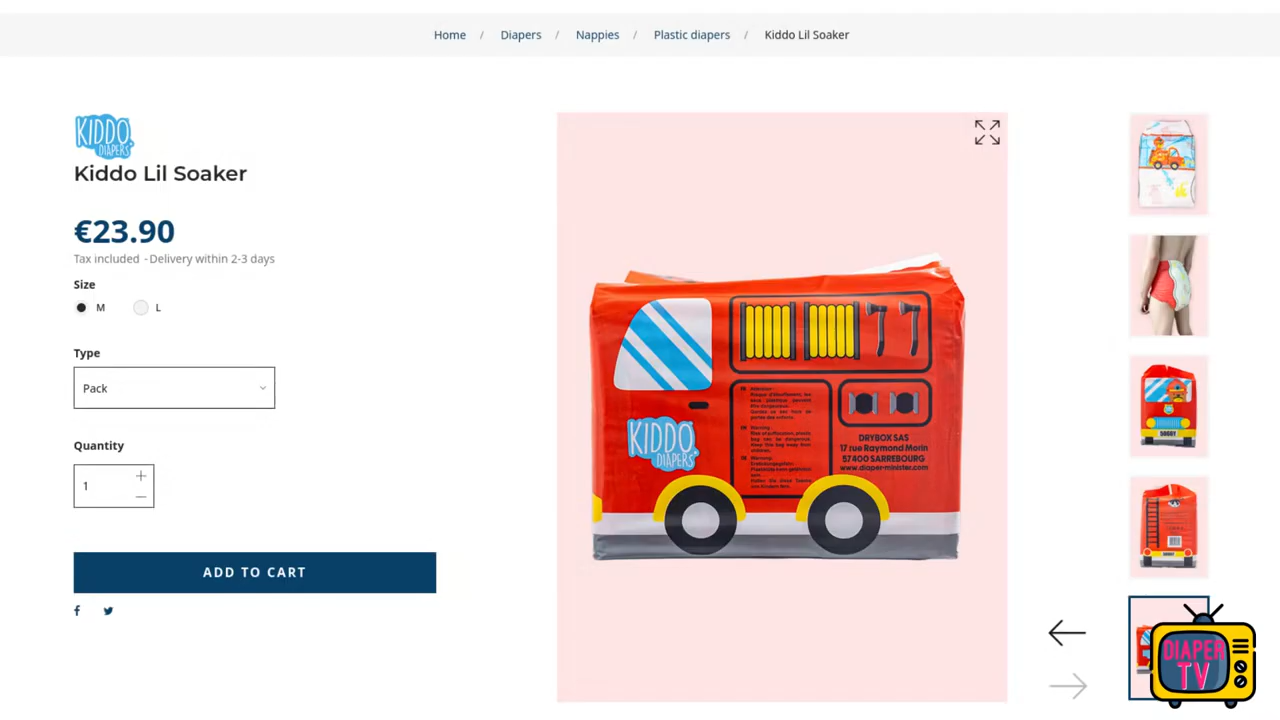 Home / Diapers / Nappies / Plastic diapers / Kiddo Lil Soaker
KIDDO
DIAPERS
Kiddo Lil Soaker
€23.90
Tax included - Delivery within 2-3 days
Size
M
L
Type
Pack
Quantity
1
ADD TO CART
KIDDO
DIAPERS
DRYBOX SAS
17 rue Raymond Morin
57400 SARREBOURG
www.diaper-minister.com
DIAPER
TV